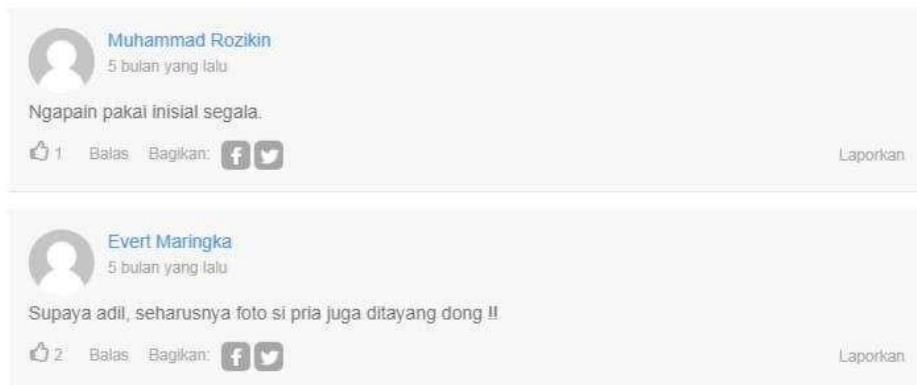 Muhammad Rozikin
5 bulan yang lalu
Ngapain pakai inisial segala.
1 Balas Bagikan: Laporkan
Evert Maringka
5 bulan yang lalu
Supaya adil, seharusnya foto si pria juga ditayang dong !!
2 Balas Bagikan: Laporkan